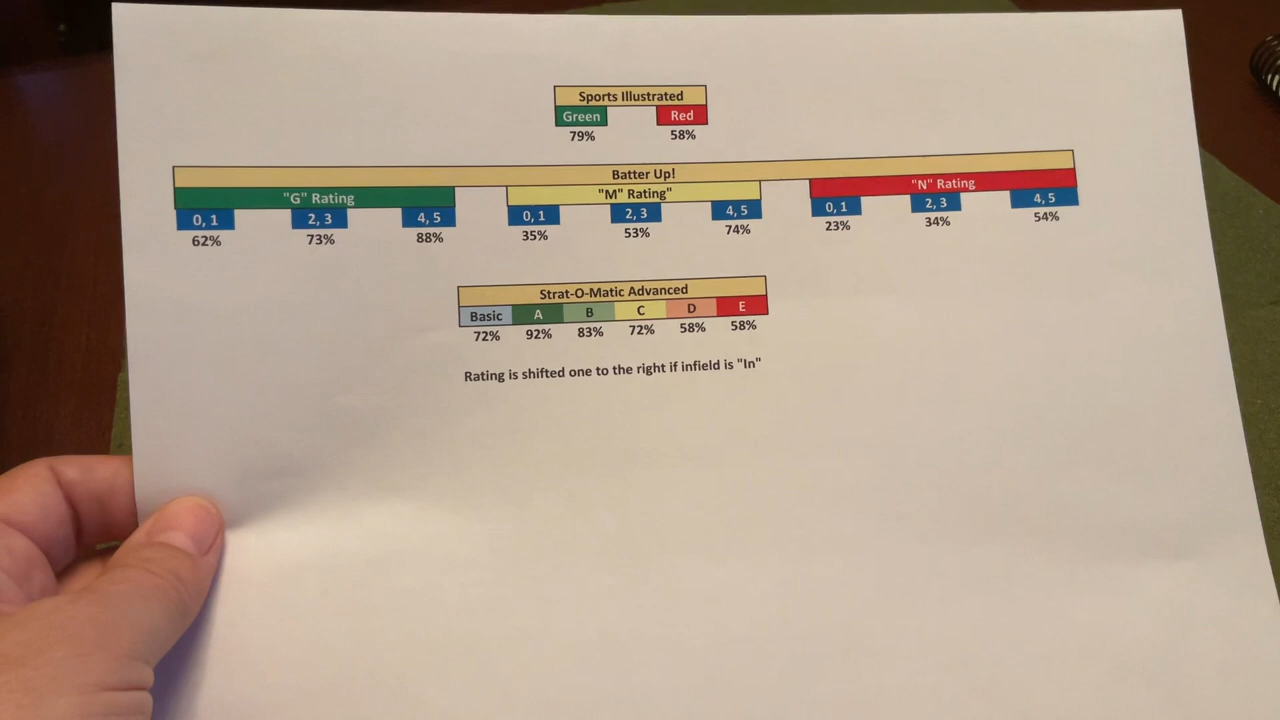 Sports Illustrated
Green Red
79% 58%
Batter Up!
"G" Rating "M" Rating" "N" Rating
0, 1 2, 3 4, 5 0, 1 2, 3 4, 5 0, 1 2, 3 4, 5
62% 73% 88% 35% 53% 74% 23% 34% 54%
Strat-O-Matic Advanced
Basic A B C D E
72% 92% 83% 72% 58% 58%
Rating is shifted one to the right if infield is "In"